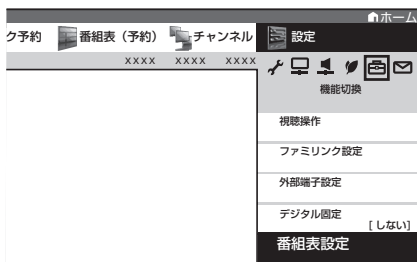 ホーム
ク予約 番組表（予約） チャンネル 設定
xxxx xxxx xxxx
機能切換
視聴操作
ファミリンク設定
外部端子設定
デジタル固定
[しない]
番組表設定